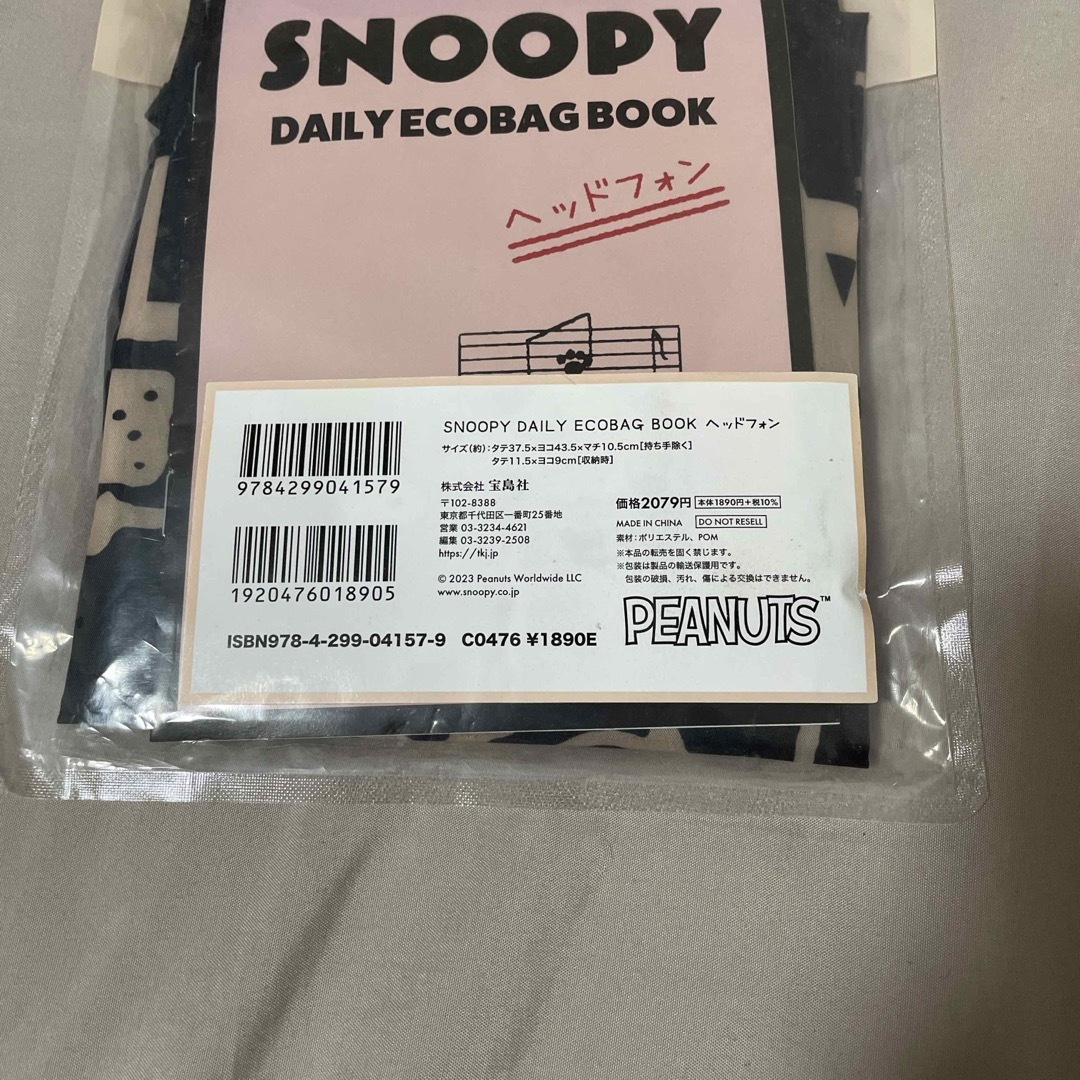 SNOOPY
DAILY ECOBAG BOOK
ヘッドフォン
9784299041579
1920476018905
SNOOPY DAILY ECOBAG BOOK ヘッドフォン
サイズ(約):タテ37.5×ヨコ43.5×マチ10.5cm[持ち手除く]
タテ11.5×ヨコ9cm[収納時]
株式会社 宝島社
〒102-8388
東京都千代田区一番町25番地
営業 03-3234-4621
編集 03-3239-2508
https://tkj.jp
© 2023 Peanuts Worldwide LLC
www.snoopy.co.jp
価格2079円 本体1890円+税10%
MADE IN CHINA DO NOT RESELL
素材:ポリエステル、POM
※本品の転売を固く禁じます。
※包装は製品の輸送保護用です。
包装の破損、汚れ、傷による交換はできません。
PEANUTS™
ISBN978-4-299-04157-9 C0476 ¥1890E